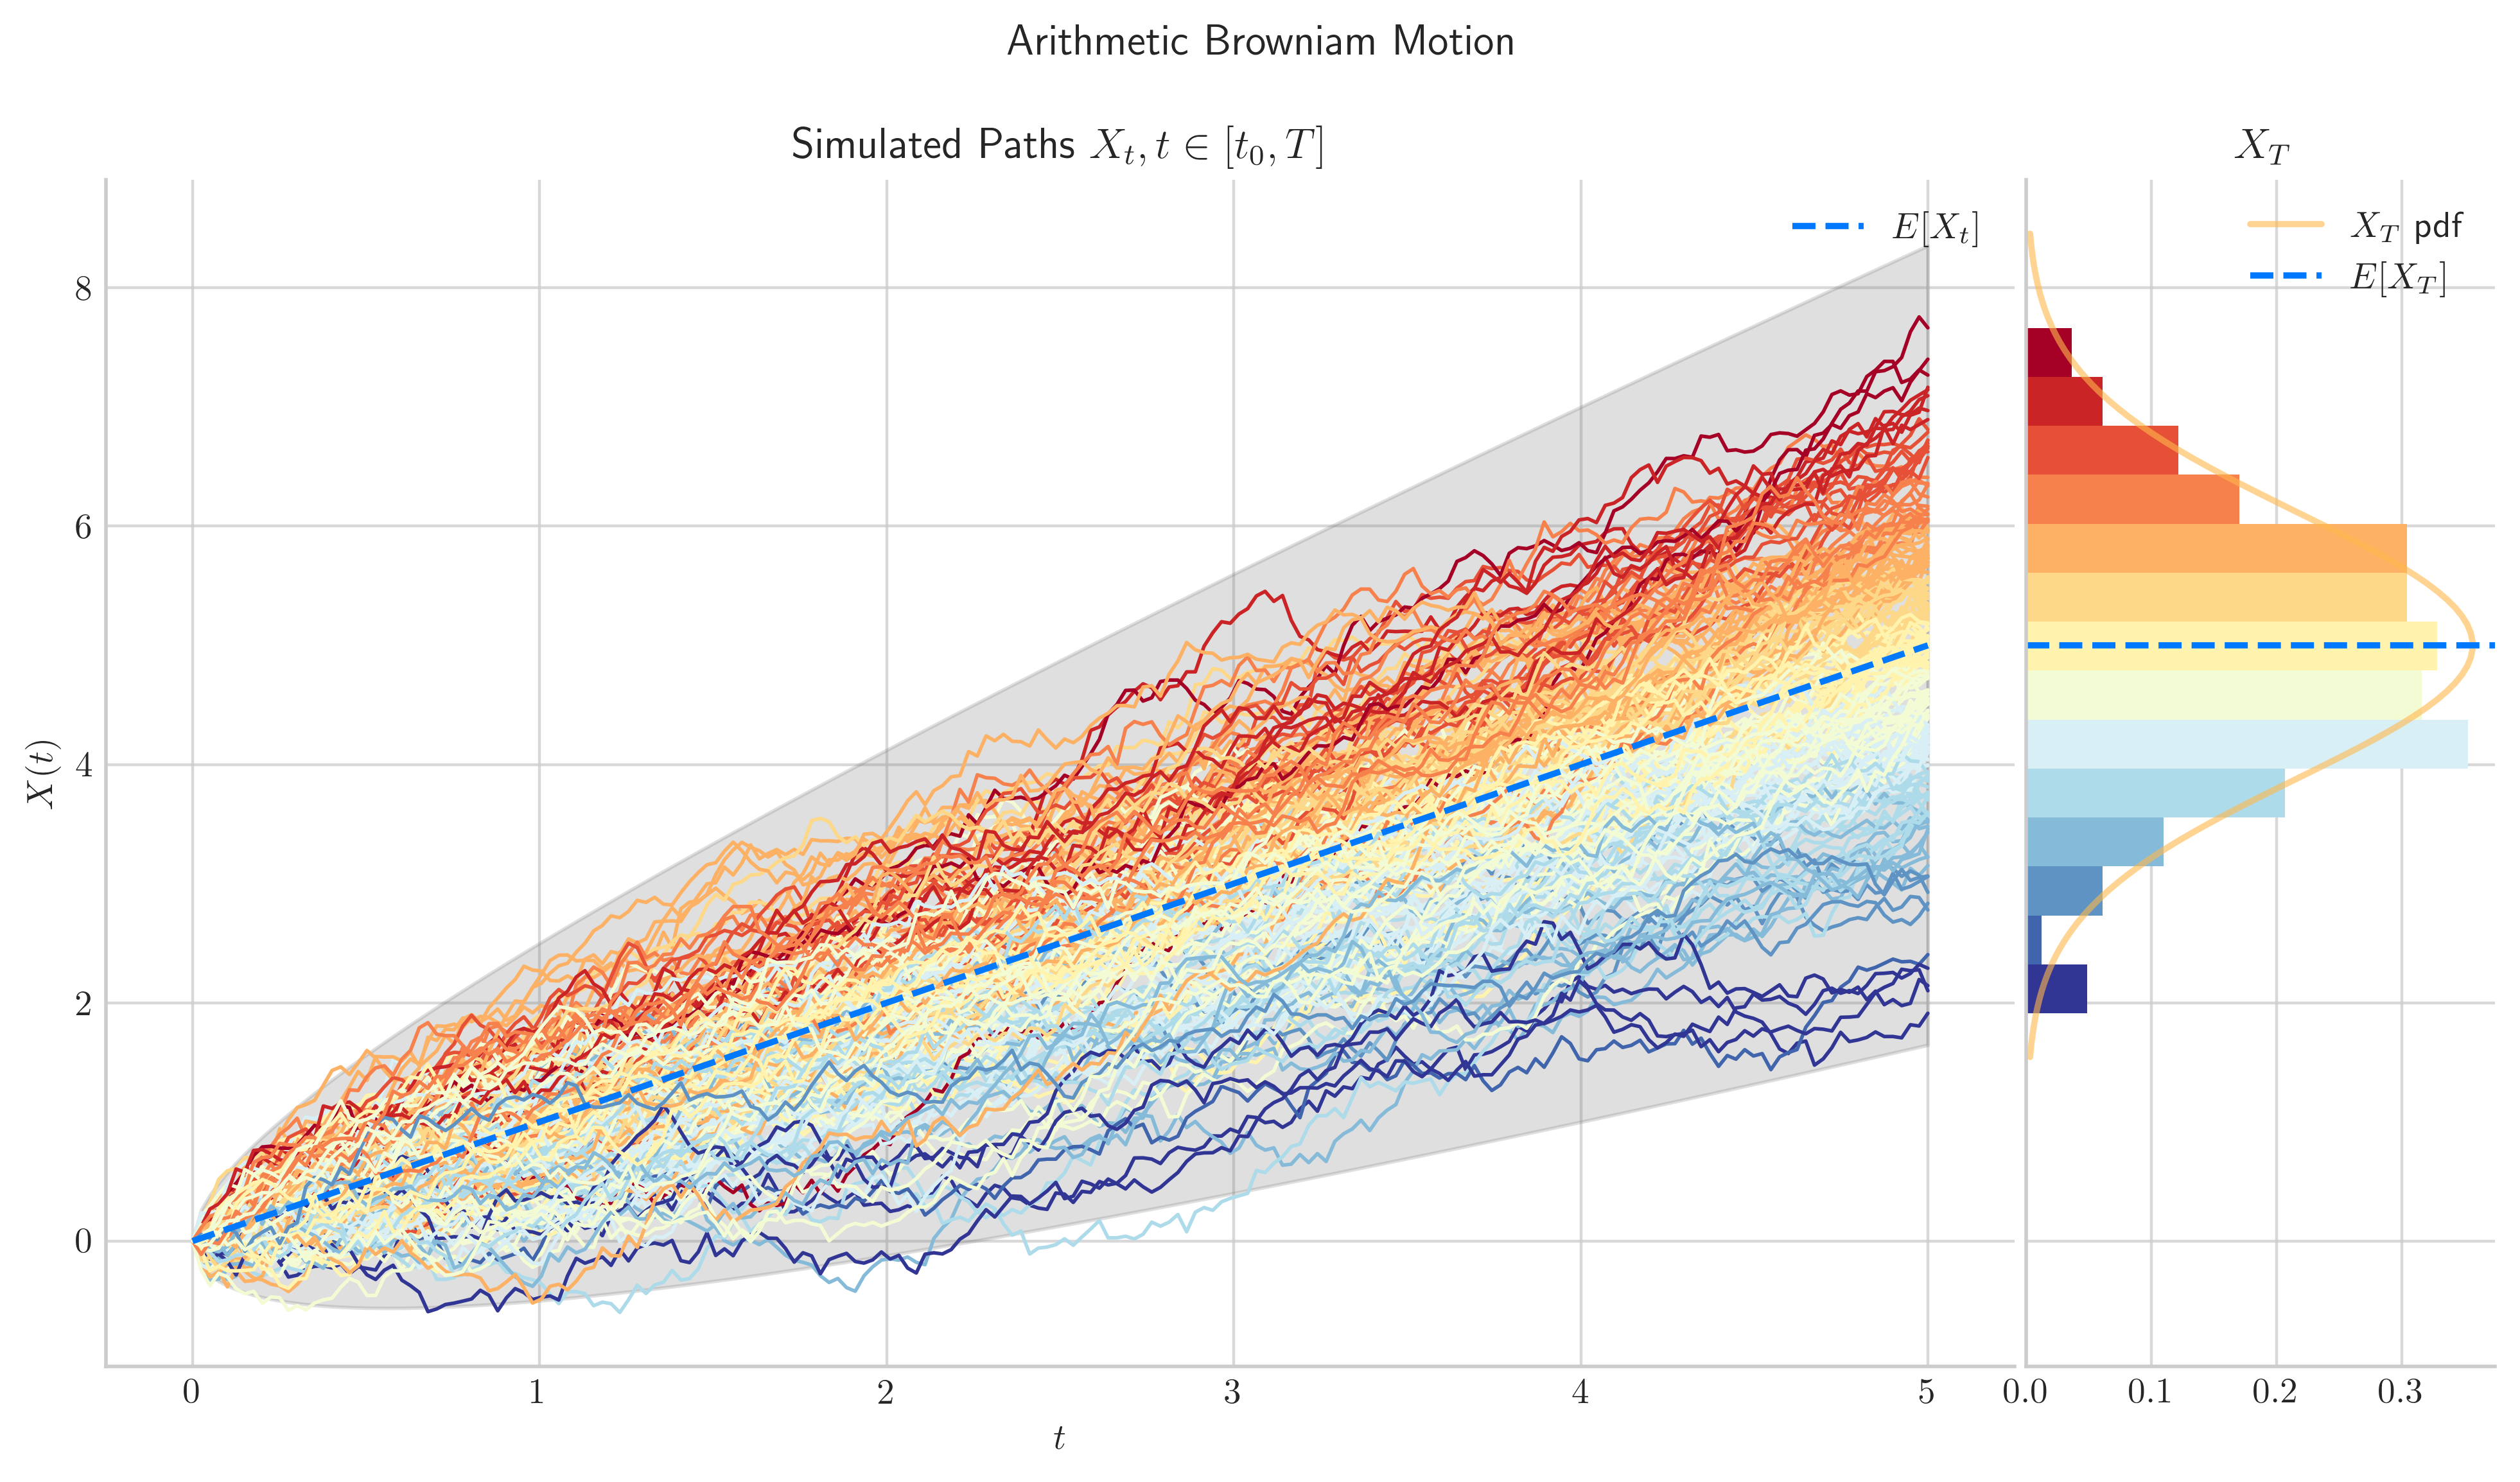 Arithmetic Browniam Motion
Simulated Paths $X_t, t \in [t_0, T]$
$X_T$
$E[X_t]$
$X_T$ pdf
$E[X_T]$
8
6
4
2
0
$X(t)$
0 1 2 3 4 5
0.0 0.1 0.2 0.3
$t$